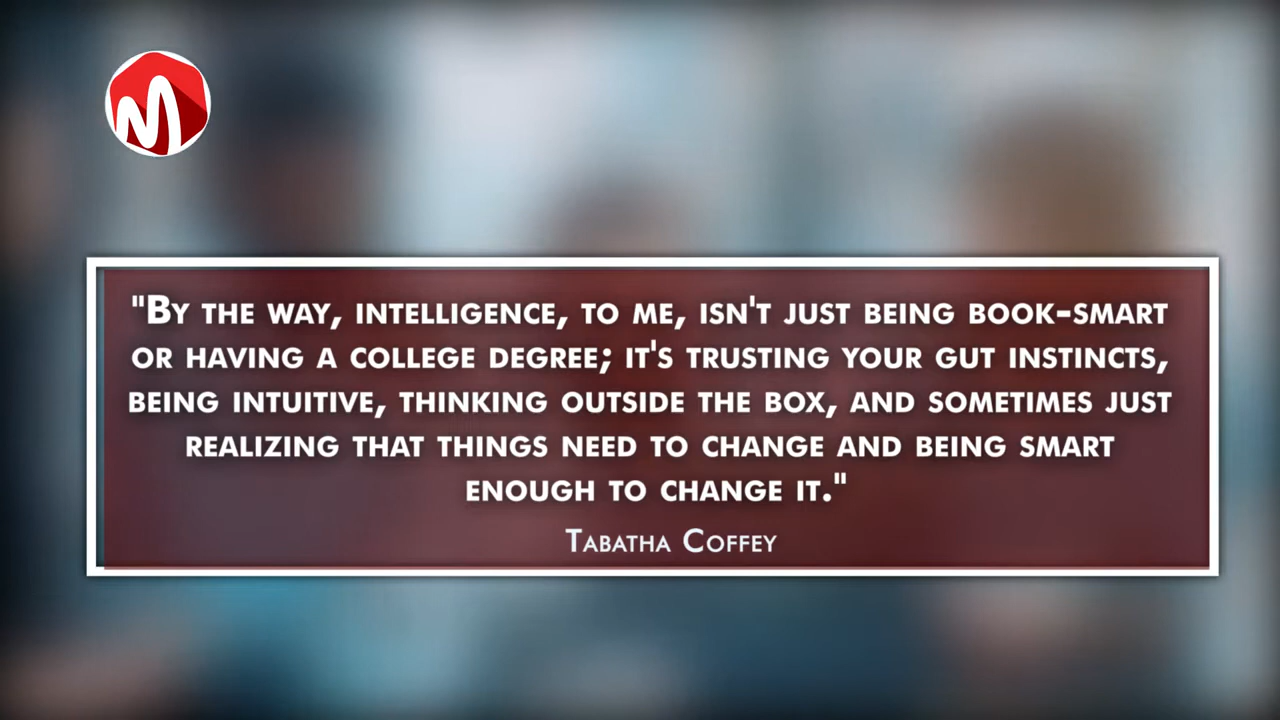 "By the way, intelligence, to me, isn't just being book-smart
or having a college degree; it's trusting your gut instincts,
being intuitive, thinking outside the box, and sometimes just
realizing that things need to change and being smart
enough to change it."
Tabatha Coffey